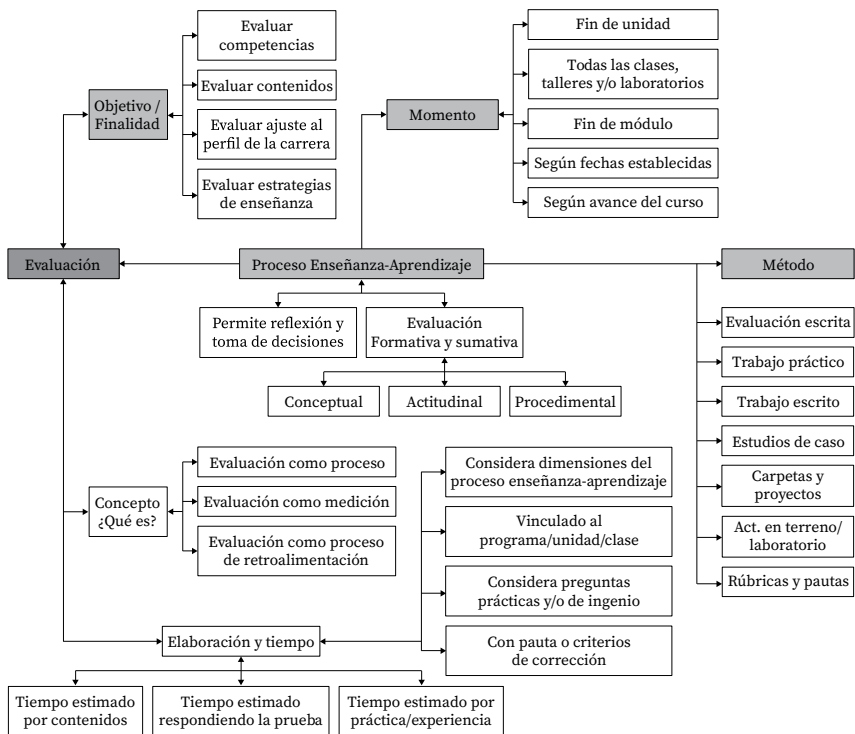 Evaluar
competencias
Evaluar contenidos
Evaluar ajuste al
perfil de la carrera
Evaluar estrategias
de enseñanza
Objetivo /
Finalidad
Fin de unidad
Todas las clases,
talleres y/o laboratorios
Fin de módulo
Según fechas establecidas
Según avance del curso
Momento
Evaluación
Proceso Enseñanza-Aprendizaje
Método
Permite reflexión y
toma de decisiones
Evaluación
Formativa y sumativa
Conceptual
Actitudinal
Procedimental
Evaluación escrita
Trabajo práctico
Trabajo escrito
Estudios de caso
Carpetas y
proyectos
Act. en terreno/
laboratorio
Rúbricas y pautas
Concepto
¿Qué es?
Evaluación como proceso
Evaluación como medición
Evaluación como proceso
de retroalimentación
Considera dimensiones del
proceso enseñanza-aprendizaje
Vinculado al
programa/unidad/clase
Considera preguntas
prácticas y/o de ingenio
Con pauta o criterios
de corrección
Elaboración y tiempo
Tiempo estimado
por contenidos
Tiempo estimado
respondiendo la prueba
Tiempo estimado por
práctica/experiencia